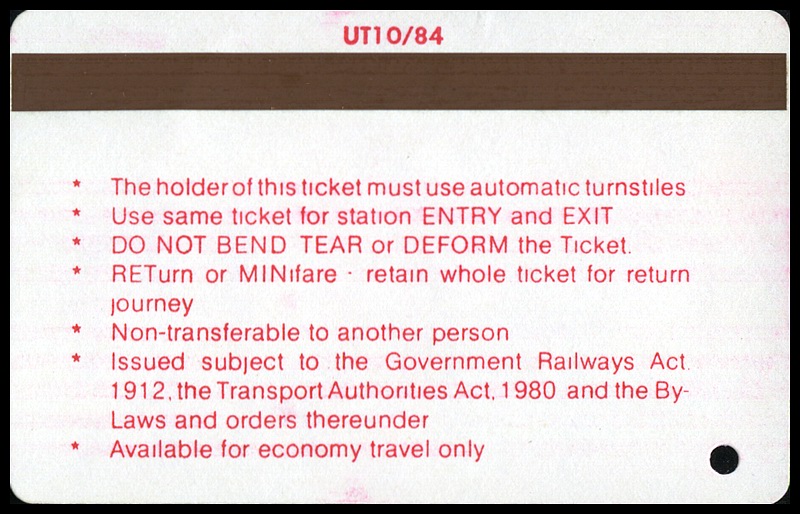 UT10/84
* The holder of this ticket must use automatic turnstiles
* Use same ticket for station ENTRY and EXIT
* DO NOT BEND TEAR or DEFORM the Ticket.
* RETurn or MINifare - retain whole ticket for return
journey
* Non-transferable to another person
* Issued subject to the Government Railways Act.
1912, the Transport Authorities Act, 1980 and the By-
Laws and orders thereunder
* Available for economy travel only